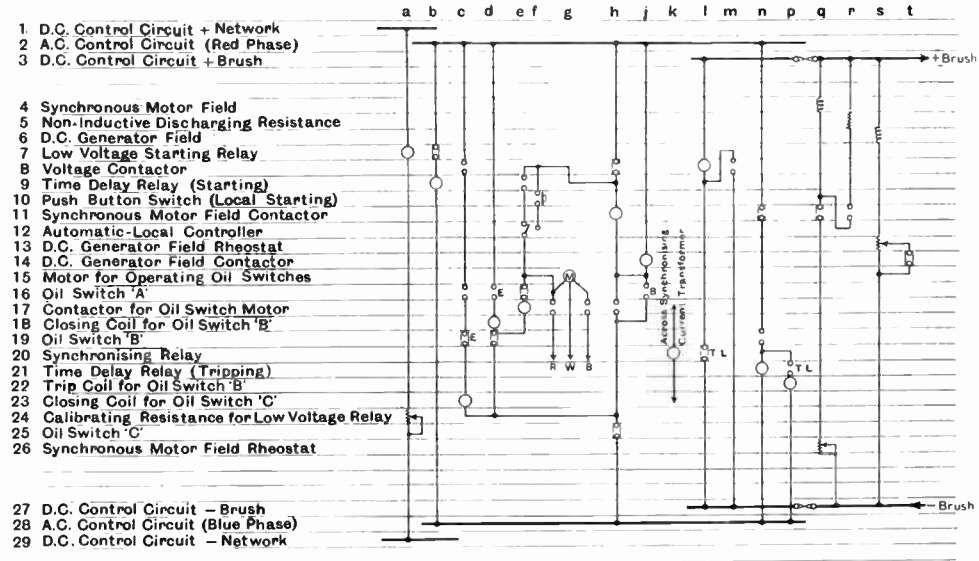 a b c d e f g h j k l m n p q r s t
1 D.C. Control Circuit + Network
2 A.C. Control Circuit (Red Phase)
3 D.C. Control Circuit + Brush
+Brush
4 Synchronous Motor Field
5 Non-Inductive Discharging Resistance
6 D.C. Generator Field
7 Low Voltage Starting Relay
8 Voltage Contactor
9 Time Delay Relay (Starting)
10 Push Button Switch (Local Starting)
11 Synchronous Motor Field Contactor
12 Automatic-Local Controller
13 D.C. Generator Field Rheostat
14 D.C. Generator Field Contactor
15 Motor for Operating Oil Switches
M
16 Oil Switch 'A'
E
B
Across Synchronising
Current Transformer
17 Contactor for Oil Switch Motor
18 Closing Coil for Oil Switch 'B'
19 Oil Switch 'B'
E
20 Synchronising Relay
T L
21 Time Delay Relay (Tripping)
R W B
T L
22 Trip Coil for Oil Switch 'B'
23 Closing Coil for Oil Switch 'C'
24 Calibrating Resistance for Low Voltage Relay
25 Oil Switch 'C'
26 Synchronous Motor Field Rheostat
27 D.C. Control Circuit – Brush
– Brush
28 A.C. Control Circuit (Blue Phase)
29 D.C. Control Circuit – Network